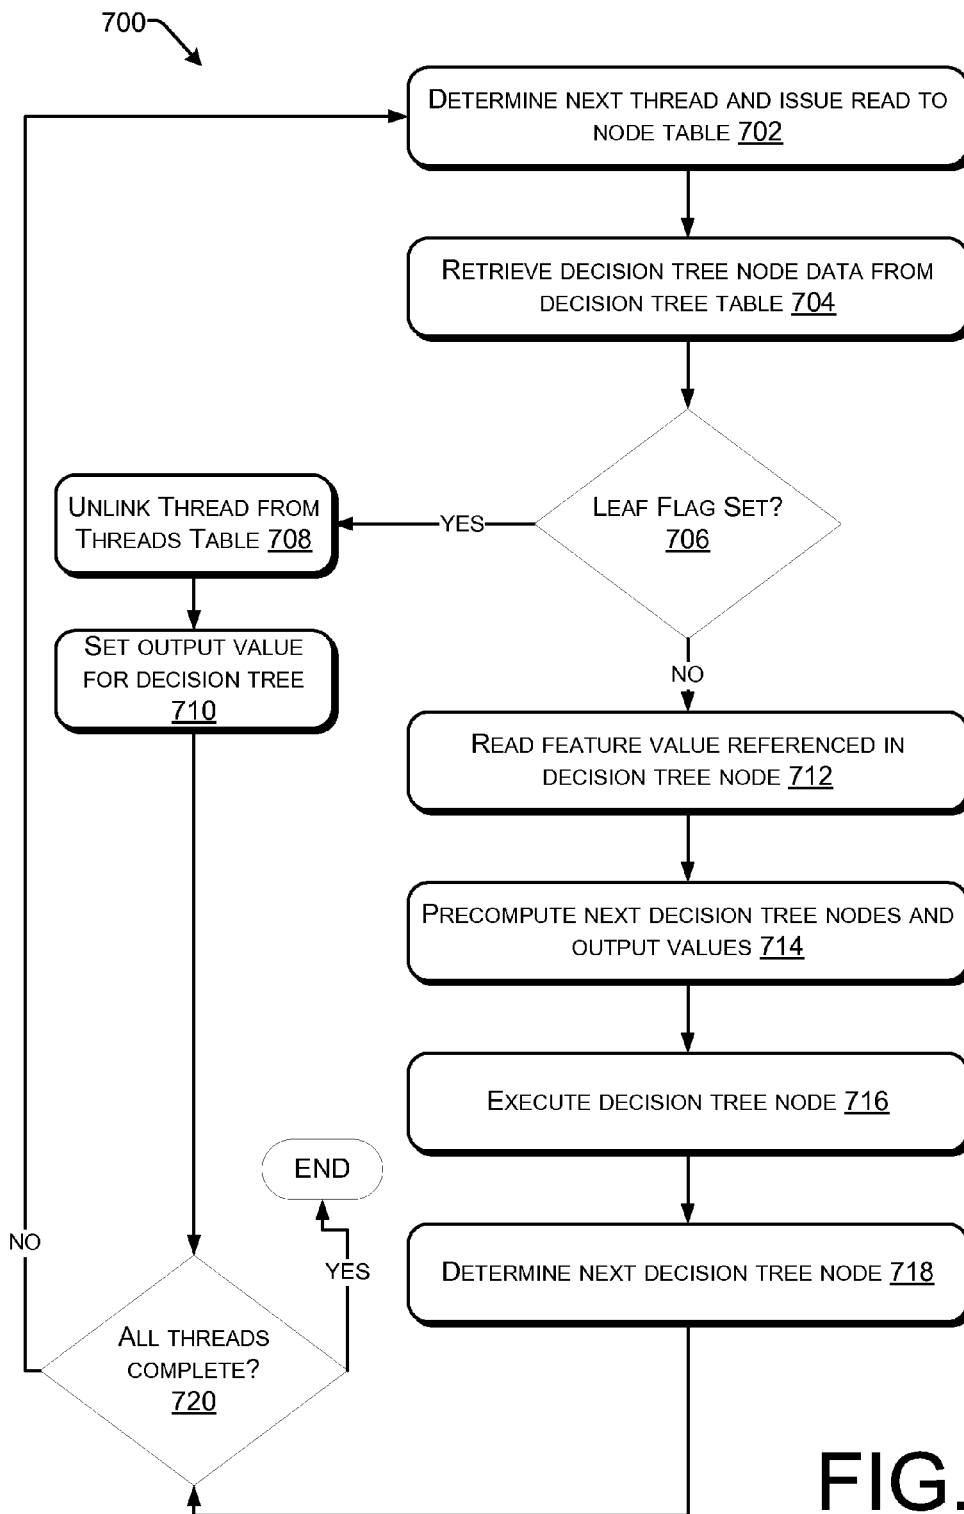 700
DETERMINE NEXT THREAD AND ISSUE READ TO
NODE TABLE 702
RETRIEVE DECISION TREE NODE DATA FROM
DECISION TREE TABLE 704
LEAF FLAG SET?
706
YES
UNLINK THREAD FROM
THREADS TABLE 708
SET OUTPUT VALUE
FOR DECISION TREE
710
NO
READ FEATURE VALUE REFERENCED IN
DECISION TREE NODE 712
PRECOMPUTE NEXT DECISION TREE NODES AND
OUTPUT VALUES 714
EXECUTE DECISION TREE NODE 716
END
DETERMINE NEXT DECISION TREE NODE 718
NO
YES
ALL THREADS
COMPLETE?
720
FIG.